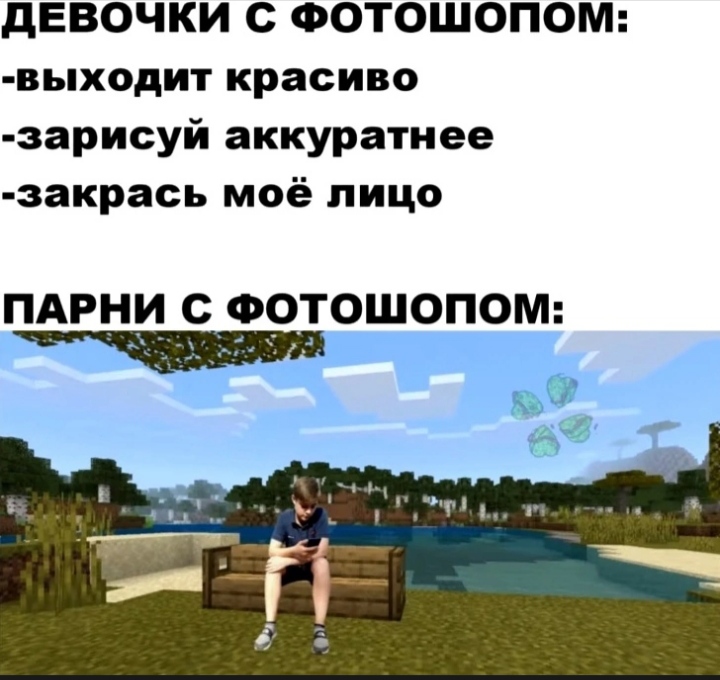 ДЕВОЧКИ С ФОТОШОПОМ:
-выходит красиво
-зарисуй аккуратнее
-закрась моё лицо
ПАРНИ С ФОТОШОПОМ: